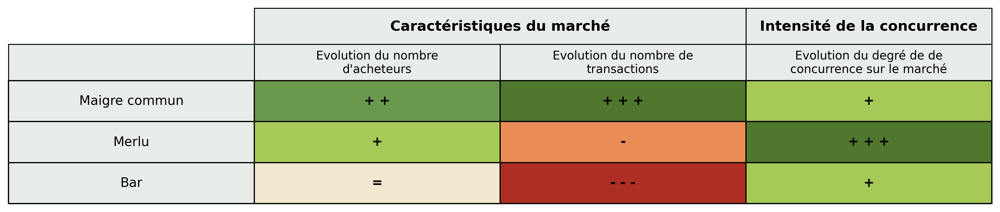 Caractéristiques du marché
Intensité de la concurrence
Evolution du nombre
d'acheteurs
Evolution du nombre de
transactions
Evolution du degré de de
concurrence sur le marché
Maigre commun
+ +
+ + +
+
Merlu
+
-
+ + +
Bar
=
- - -
+